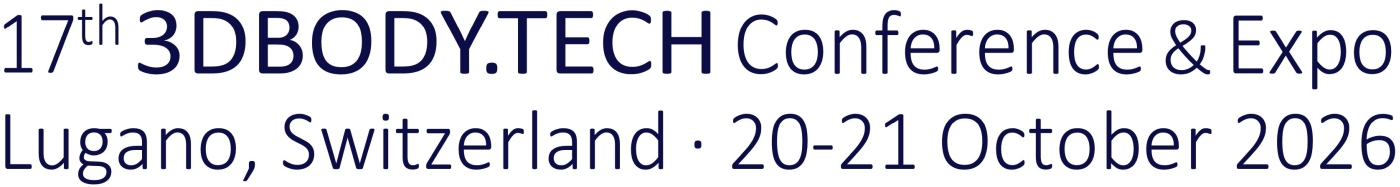 17th 3DBODY.TECH Conference & Expo
Lugano, Switzerland · 20-21 October 2026